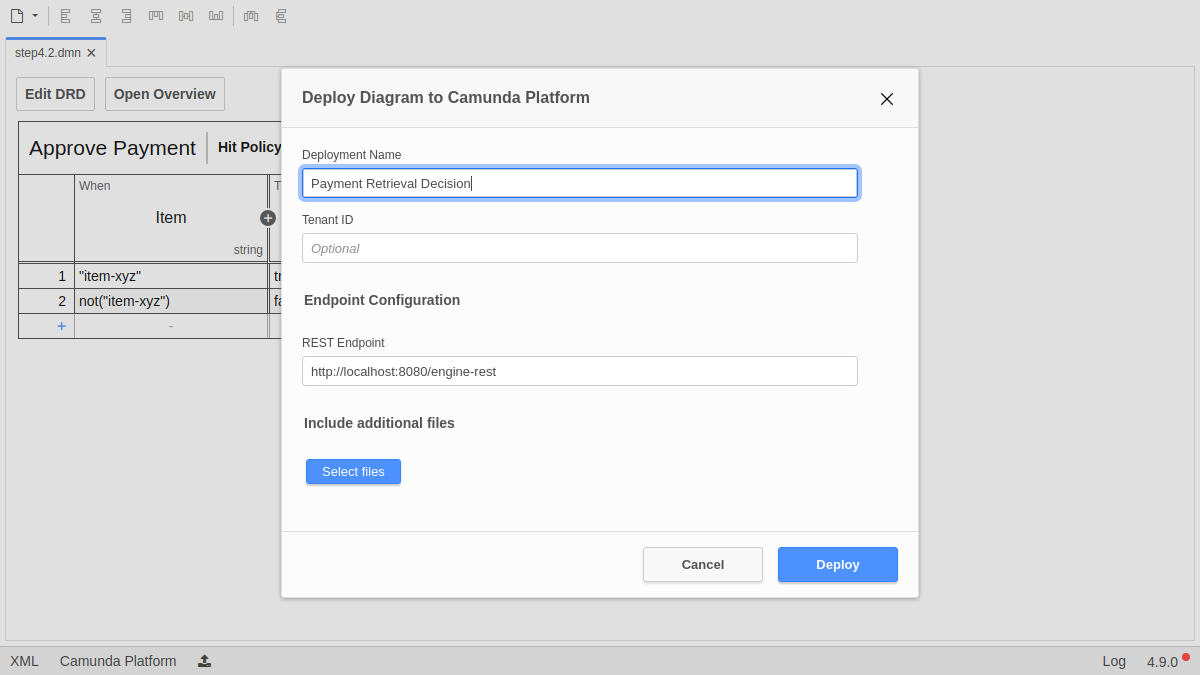 step4.2.dmn
Edit DRD
Open Overview
Approve Payment
Hit Policy
When
Item
string
1
"item-xyz"
2
not("item-xyz")
+
-
Deploy Diagram to Camunda Platform
Deployment Name
Payment Retrieval Decision
Tenant ID
Optional
Endpoint Configuration
REST Endpoint
http://localhost:8080/engine-rest
Include additional files
Select files
Cancel
Deploy
XML
Camunda Platform
Log
4.9.0